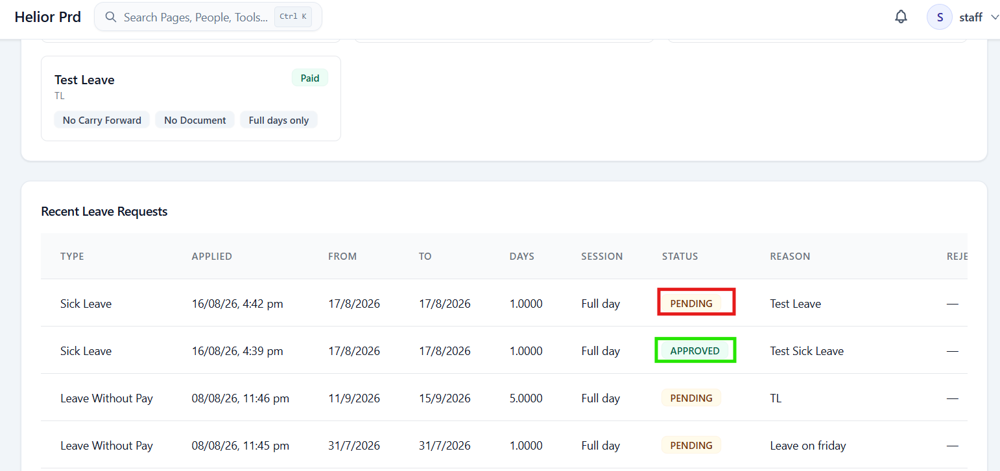 Helior Prd Search Pages, People, Tools... Ctrl K S staff
Test Leave Paid
TL
No Carry Forward No Document Full days only
Recent Leave Requests
TYPE APPLIED FROM TO DAYS SESSION STATUS REASON REJE
Sick Leave 16/08/26, 4:42 pm 17/8/2026 17/8/2026 1.0000 Full day PENDING Test Leave —
Sick Leave 16/08/26, 4:39 pm 17/8/2026 17/8/2026 1.0000 Full day APPROVED Test Sick Leave —
Leave Without Pay 08/08/26, 11:46 pm 11/9/2026 15/9/2026 5.0000 Full day PENDING TL —
Leave Without Pay 08/08/26, 11:45 pm 31/7/2026 31/7/2026 1.0000 Full day PENDING Leave on friday —